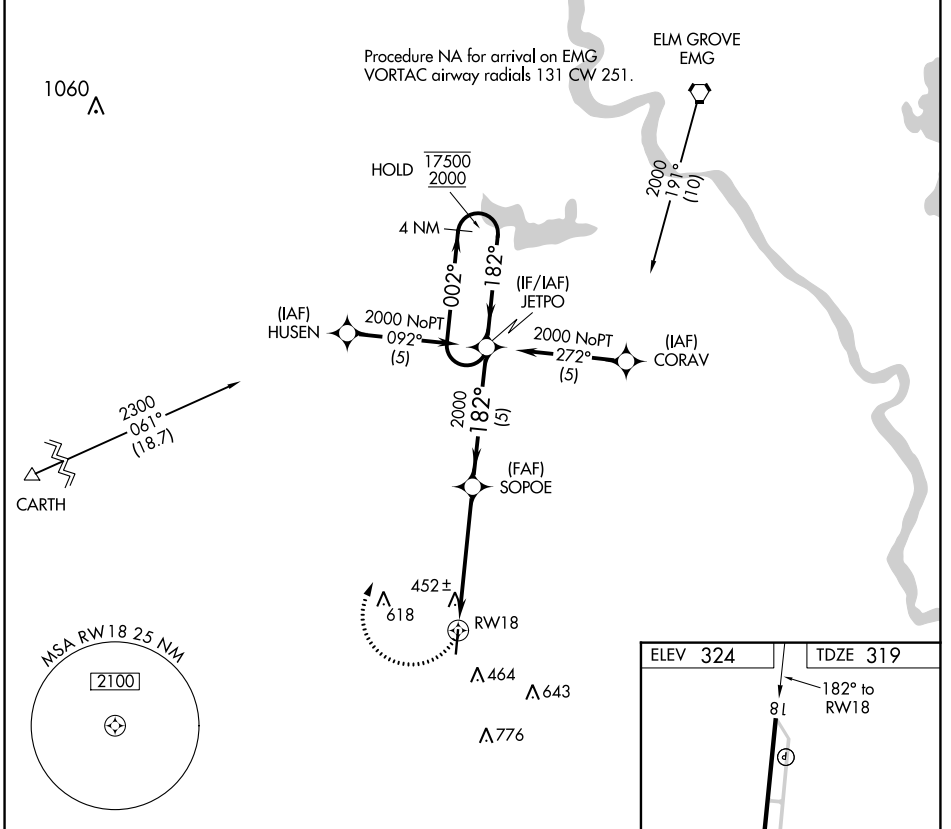 Procedure NA for arrival on EMG
VORTAC airway radials 131 CW 251.
ELM GROVE
EMG
1060
2000
191°
(10)
HOLD
17500
2000
4 NM
002°
182°
(IF/IAF)
JETPO
(IAF)
HUSEN
2000 NoPT
092°
(5)
2000 NoPT
272°
(5)
(IAF)
CORAV
2300
061°
(18.7)
CARTH
2000
182°
(5)
(FAF)
SOPOE
452±
618
RW18
464
643
776
MSA RW18 25 NM
2100
ELEV 324
TDZE 319
182° to
RW18
18
P